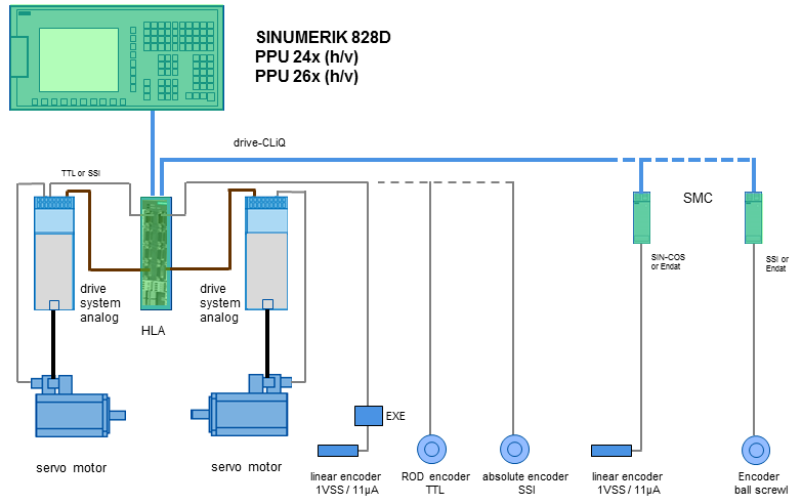 SINUMERIK 828D
PPU 24x (h/v)
PPU 26x (h/v)
drive-CLiQ
TTL or SSI
SMC
SIN-COS
or Endat
SSI or
Endat
drive
system
analog
HLA
drive
system
analog
EXE
servo motor
servo motor
linear encoder
1VSS / 11µA
ROD encoder
TTL
absolute encoder
SSI
linear encoder
1VSS / 11µA
Encoder
ball screwl